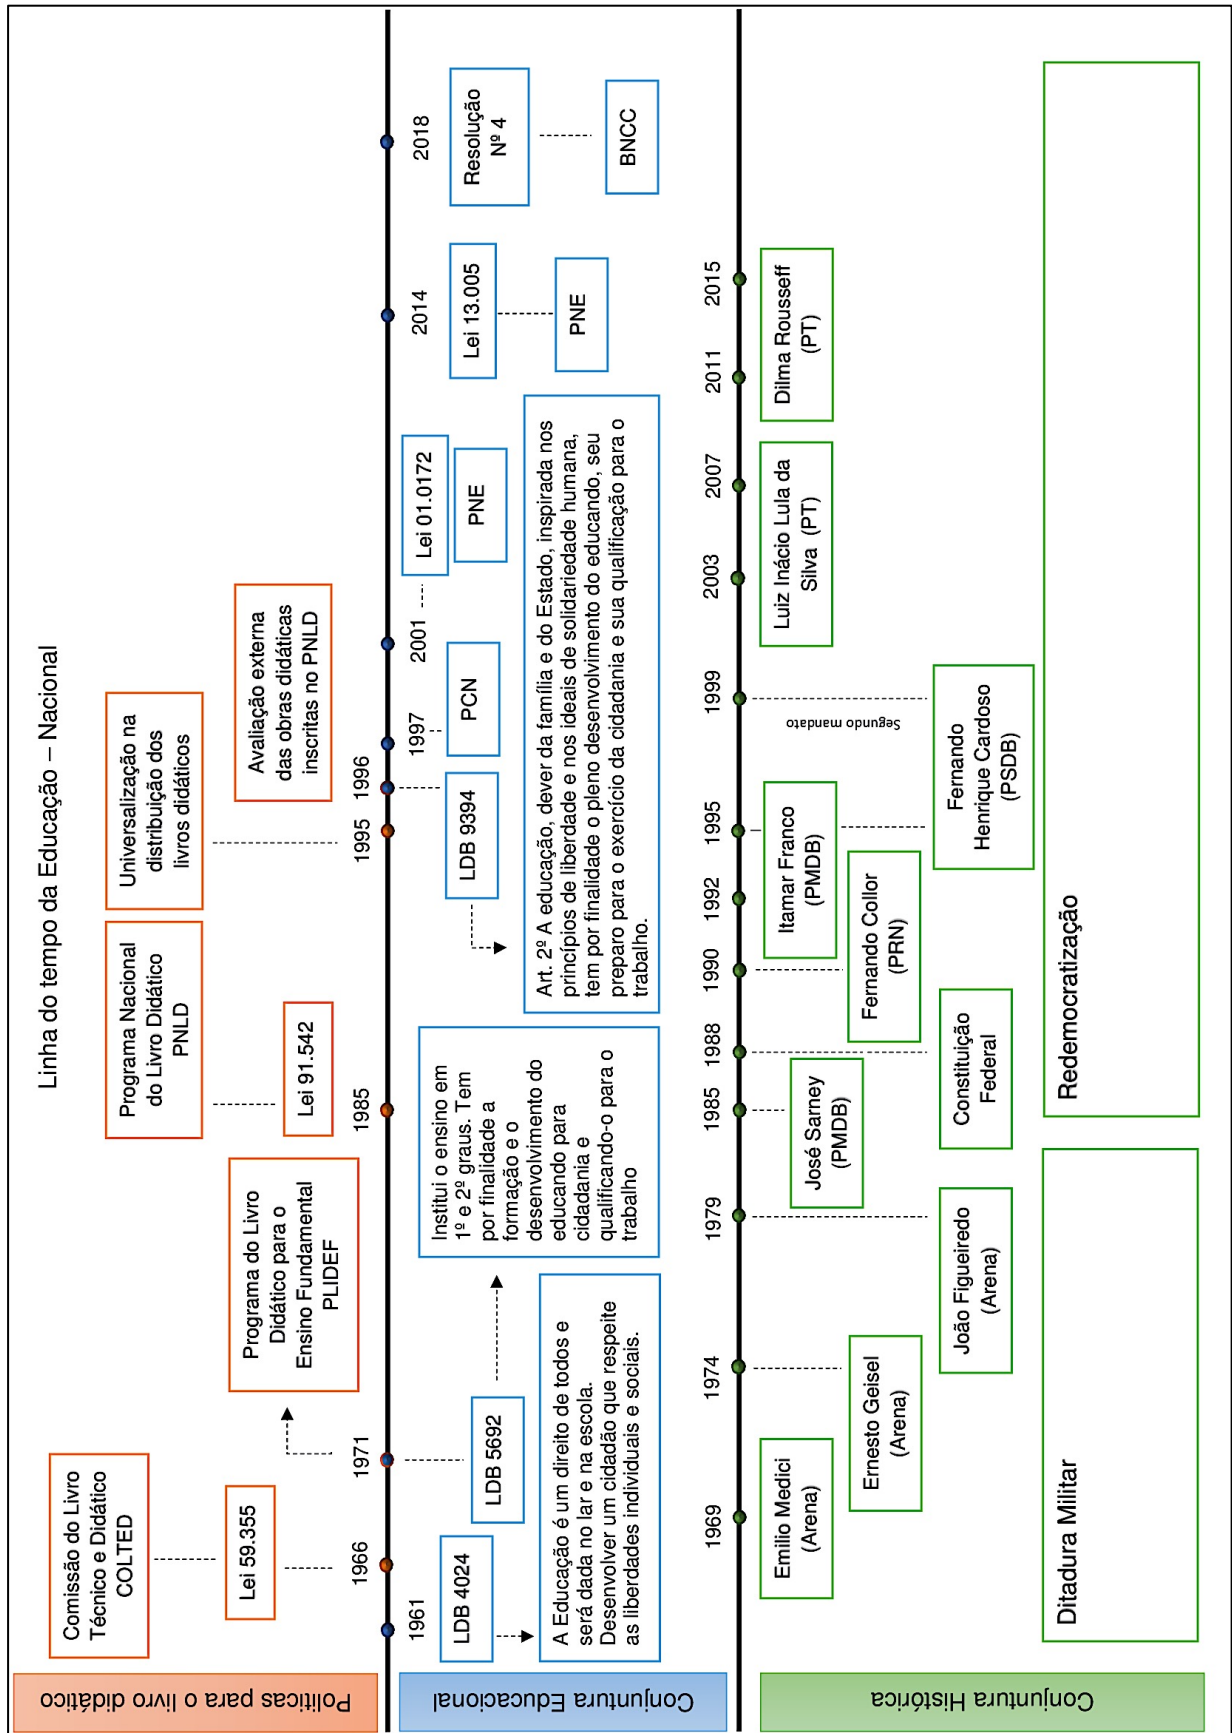 Linha do tempo da Educação – Nacional
Políticas para o livro didático
Comissão do Livro
Técnico e Didático
COLTED
Lei 59.355
1966
Programa do Livro
Didático para o
Ensino Fundamental
PLIDEF
1971
Programa Nacional
do Livro Didático
PNLD
Lei 91.542
1985
Universalização na
distribuição dos
livros didáticos
1995
Avaliação externa
das obras didáticas
inscritas no PNLD
1996
Conjuntura Educacional
1961
LDB 4024
A Educação é um direito de todos e
será dada no lar e na escola.
Desenvolver um cidadão que respeite
as liberdades individuais e sociais.
LDB 5692
Institui o ensino em
1º e 2º graus. Tem
por finalidade a
formação e o
desenvolvimento do
educando para
cidadania e
qualificando-o para o
trabalho
LDB 9394
Art. 2º A educação, dever da família e do Estado, inspirada nos
princípios de liberdade e nos ideais de solidariedade humana,
tem por finalidade o pleno desenvolvimento do educando, seu
preparo para o exercício da cidadania e sua qualificação para o
trabalho.
1997
PCN
2001
Lei 01.0172
PNE
2014
Lei 13.005
PNE
2018
Resolução
Nº 4
BNCC
Conjuntura Histórica
1969
Emilio Medici
(Arena)
1974
Ernesto Geisel
(Arena)
1979
João Figueiredo
(Arena)
1985
José Sarney
(PMDB)
1988
Constituição
Federal
1990
Fernando Collor
(PRN)
1992
Itamar Franco
(PMDB)
1995
Fernando
Henrique Cardoso
(PSDB)
1999
Segundo mandato
2003
Luiz Inácio Lula da
Silva (PT)
2007
2011
Dilma Rousseff
(PT)
2015
Ditadura Militar
Redemocratização